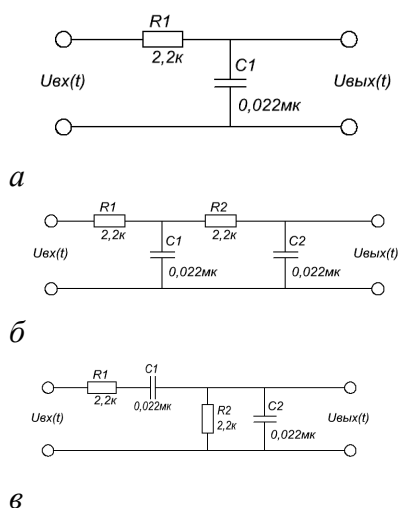 R1
2,2к
C1
Uвх(t)
Uвых(t)
0,022мк
а
R1
R2
2,2к
2,2к
C1
C2
Uвх(t)
Uвых(t)
0,022мк
0,022мк
б
R1
C1
2,2к
0,022мк
R2
2,2к
C2
Uвх(t)
Uвых(t)
0,022мк
в